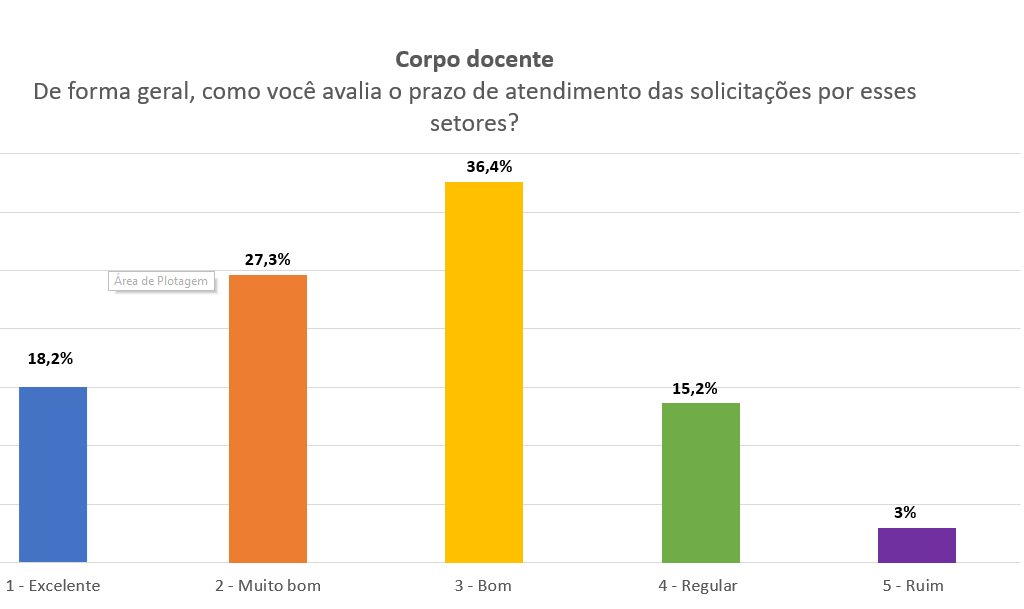 Corpo docente
De forma geral, como você avalia o prazo de atendimento das solicitações por esses
setores?
36,4%
27,3%
Área de Plotagem
18,2%
15,2%
3%
1 - Excelente
2 - Muito bom
3 - Bom
4 - Regular
5 - Ruim